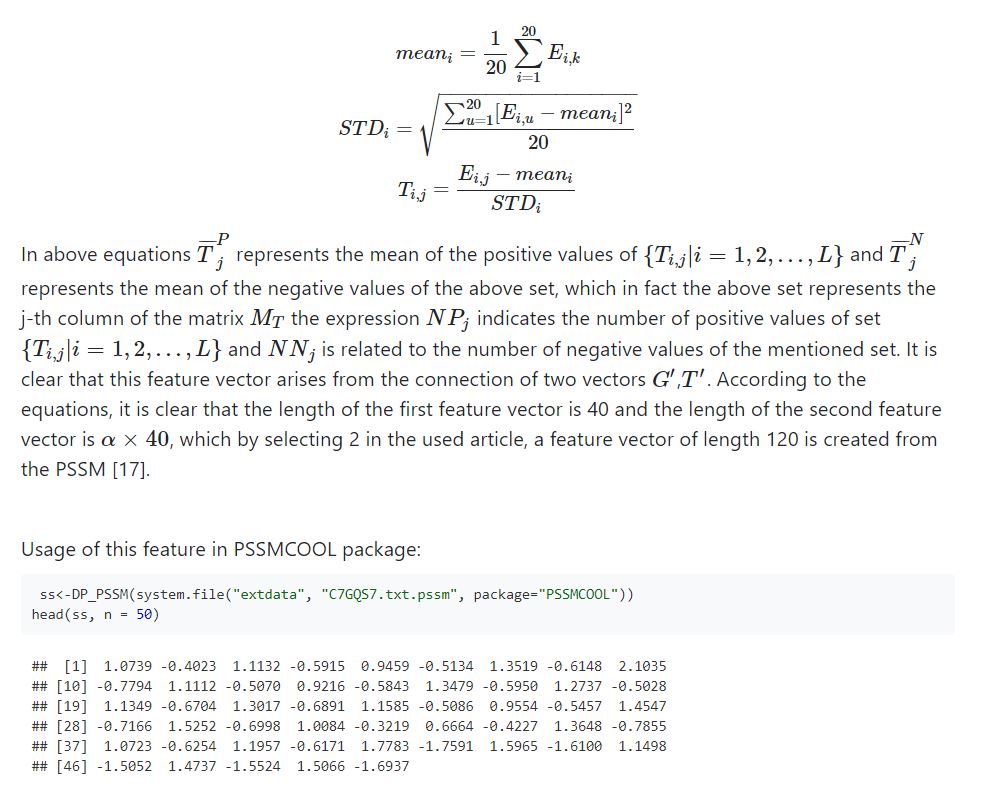 mean_i = \frac{1}{20} \sum_{i=1}^{20} E_{i,k}
STD_i = \sqrt{\frac{\sum_{u=1}^{20} [E_{i,u} - mean_i]^2}{20}}
T_{i,j} = \frac{E_{i,j} - mean_i}{STD_i}
In above equations \overline{T}_j^P represents the mean of the positive values of {T_{i,j}|i = 1, 2, ..., L} and \overline{T}_j^N
represents the mean of the negative values of the above set, which in fact the above set represents the
j-th column of the matrix M_T the expression NP_j indicates the number of positive values of set
{T_{i,j}|i = 1, 2, ..., L} and NN_j is related to the number of negative values of the mentioned set. It is
clear that this feature vector arises from the connection of two vectors G' ,T'. According to the
equations, it is clear that the length of the first feature vector is 40 and the length of the second feature
vector is α × 40, which by selecting 2 in the used article, a feature vector of length 120 is created from
the PSSM [17].
Usage of this feature in PSSMCOOL package:
ss<-DP_PSSM(system.file("extdata", "C7GQS7.txt.pssm", package="PSSMCOOL"))
head(ss, n = 50)
## [1] 1.0739 -0.4023 1.1132 -0.5915 0.9459 -0.5134 1.3519 -0.6148 2.1035
## [10] -0.7794 1.1112 -0.5070 0.9216 -0.5843 1.3479 -0.5950 1.2737 -0.5028
## [19] 1.1349 -0.6704 1.3017 -0.6891 1.1585 -0.5086 0.9554 -0.5457 1.4547
## [28] -0.7166 1.5252 -0.6998 1.0084 -0.3219 0.6664 -0.4227 1.3648 -0.7855
## [37] 1.0723 -0.6254 1.1957 -0.6171 1.7783 -1.7591 1.5965 -1.6100 1.1498
## [46] -1.5052 1.4737 -1.5524 1.5066 -1.6937